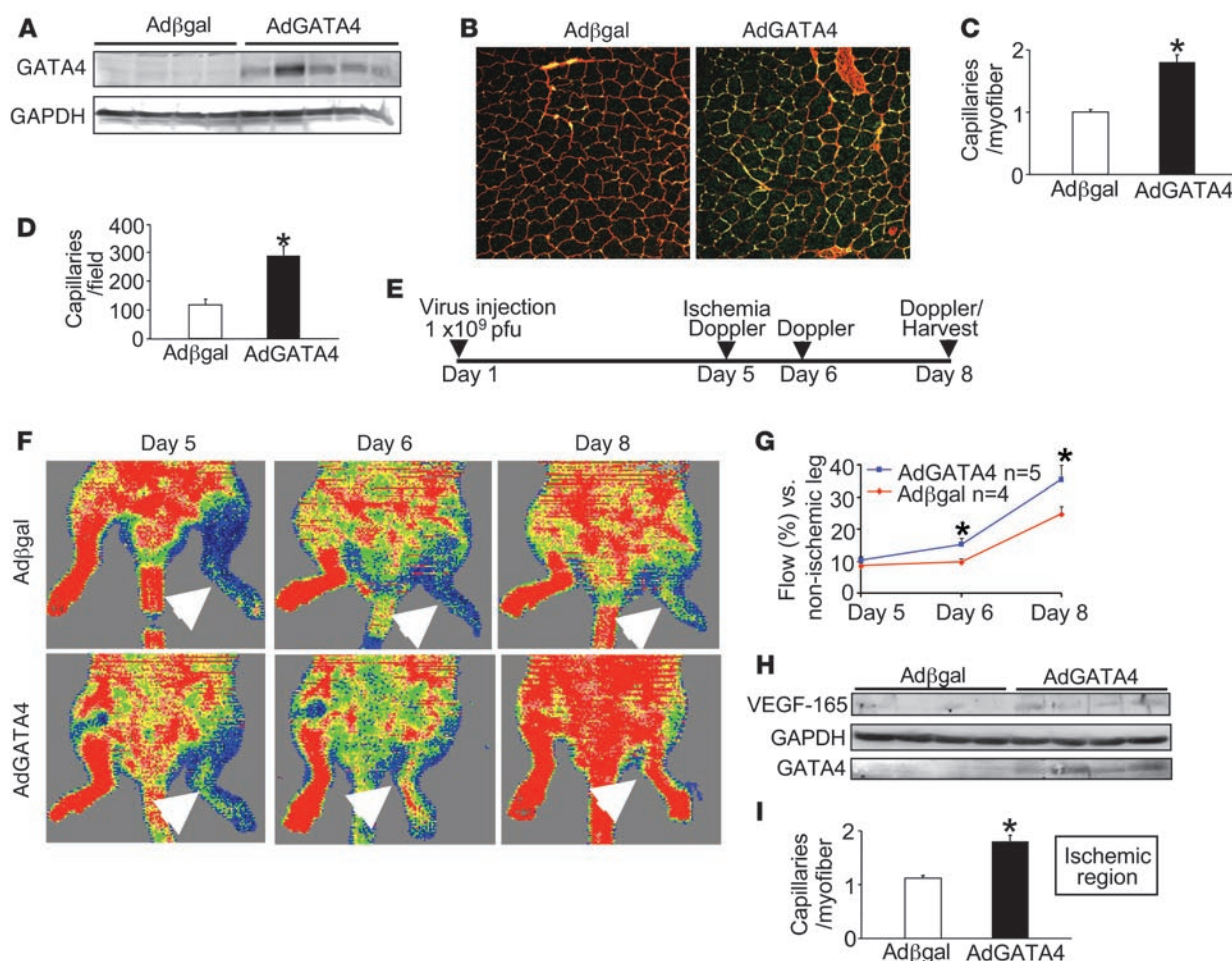 A
Adβgal AdGATA4
GATA4
GAPDH
B
Adβgal AdGATA4
C
Capillaries
/myofiber
2
1
0
*
Adβgal AdGATA4
D
Capillaries
/field
400
300
200
100
0
*
Adβgal AdGATA4
E
Virus injection
1 x10⁹ pfu
Ischemia
Doppler
Doppler
Doppler/
Harvest
Day 1 Day 5 Day 6 Day 8
F
Day 5 Day 6 Day 8
Adβgal
AdGATA4
G
Flow (%) vs.
non-ischemic leg
40
30
20
10
0
AdGATA4 n=5
Adβgal n=4
*
*
Day 5 Day 6 Day 8
H
Adβgal AdGATA4
VEGF-165
GAPDH
GATA4
I
Capillaries
/myofiber
2
1
0
*
Adβgal AdGATA4
Ischemic
region